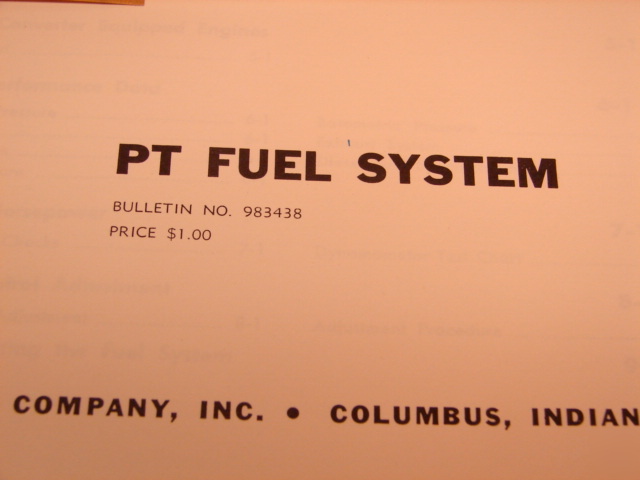 PT FUEL SYSTEM
BULLETIN NO. 983438
PRICE $1.00
COMPANY, INC. • COLUMBUS, INDIAN